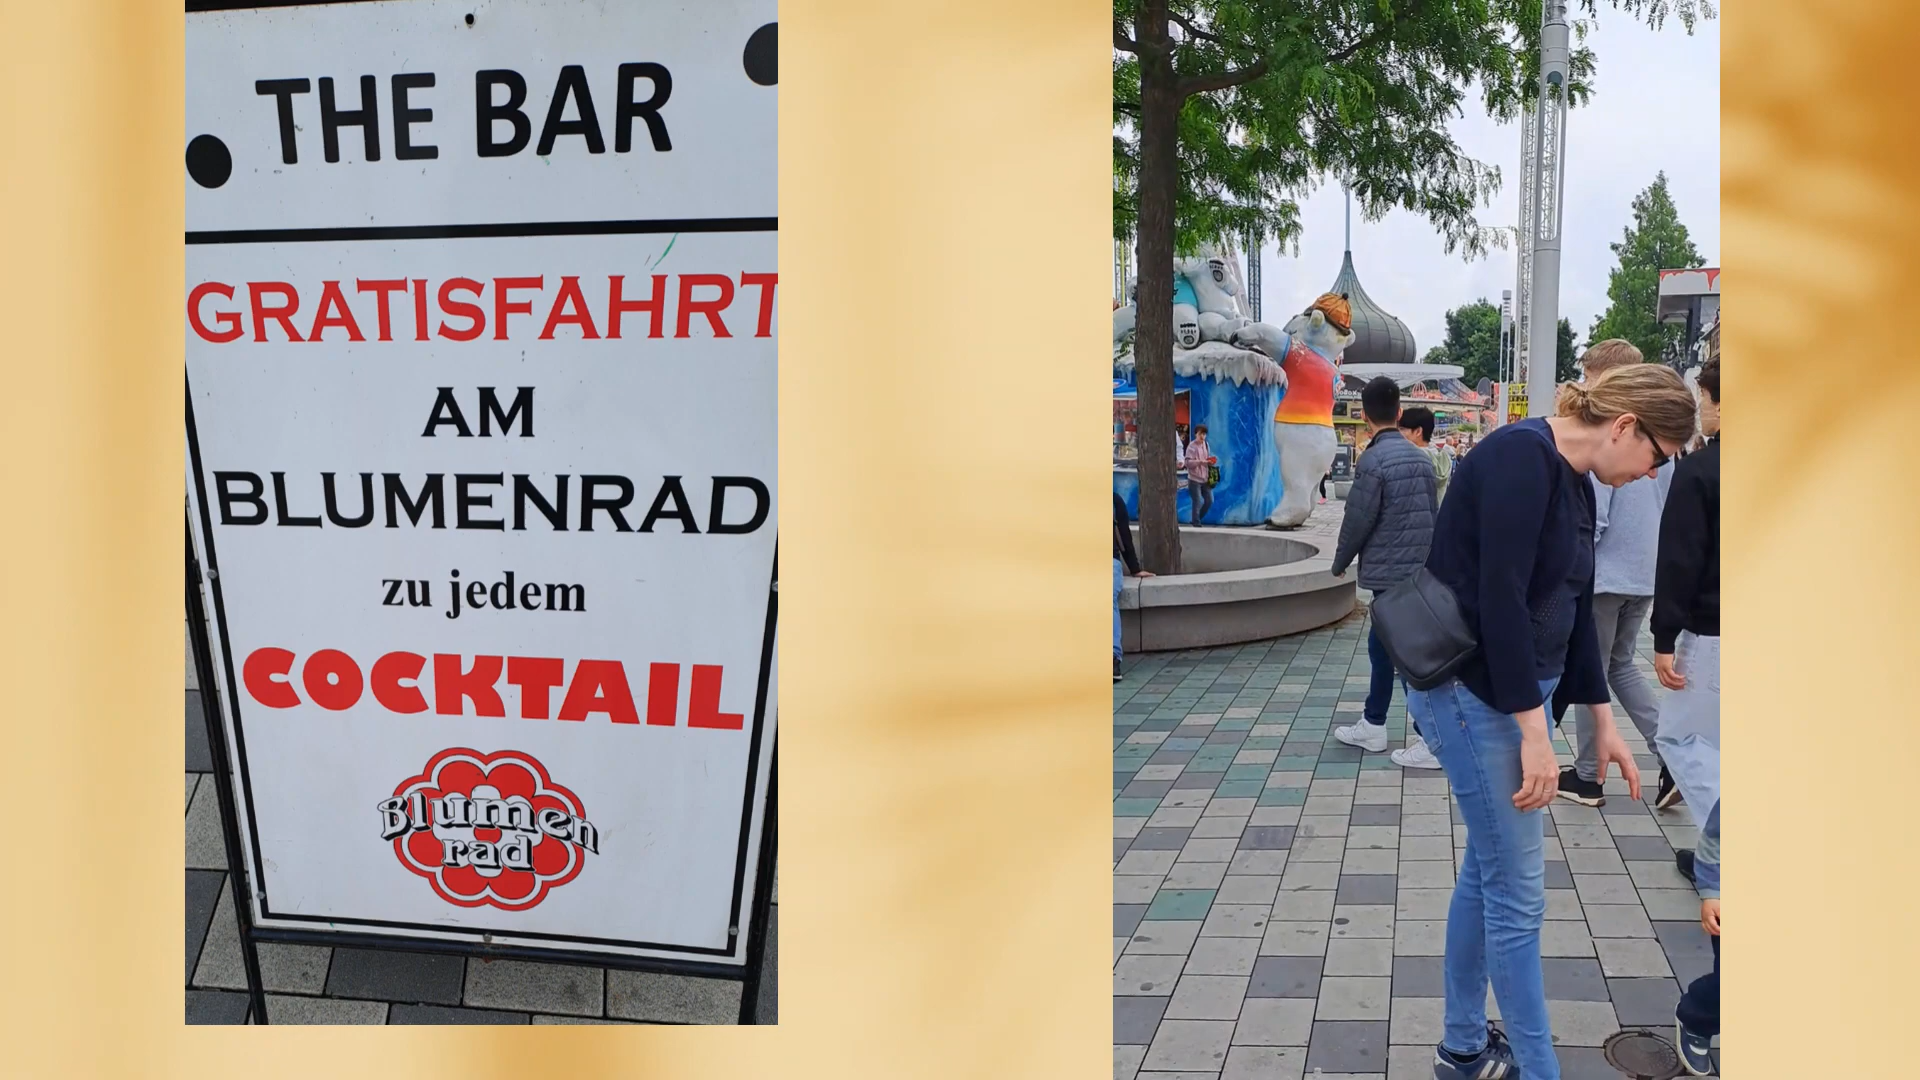 THE BAR
GRATISFAHRT
AM
BLUMENRAD
zu jedem
COCKTAIL
Blumen
rad